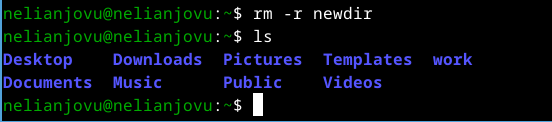 nelianjovu@nelianjovu:~$ rm -r newdir
nelianjovu@nelianjovu:~$ ls
Desktop Downloads Pictures Templates work
Documents Music Public Videos
nelianjovu@nelianjovu:~$